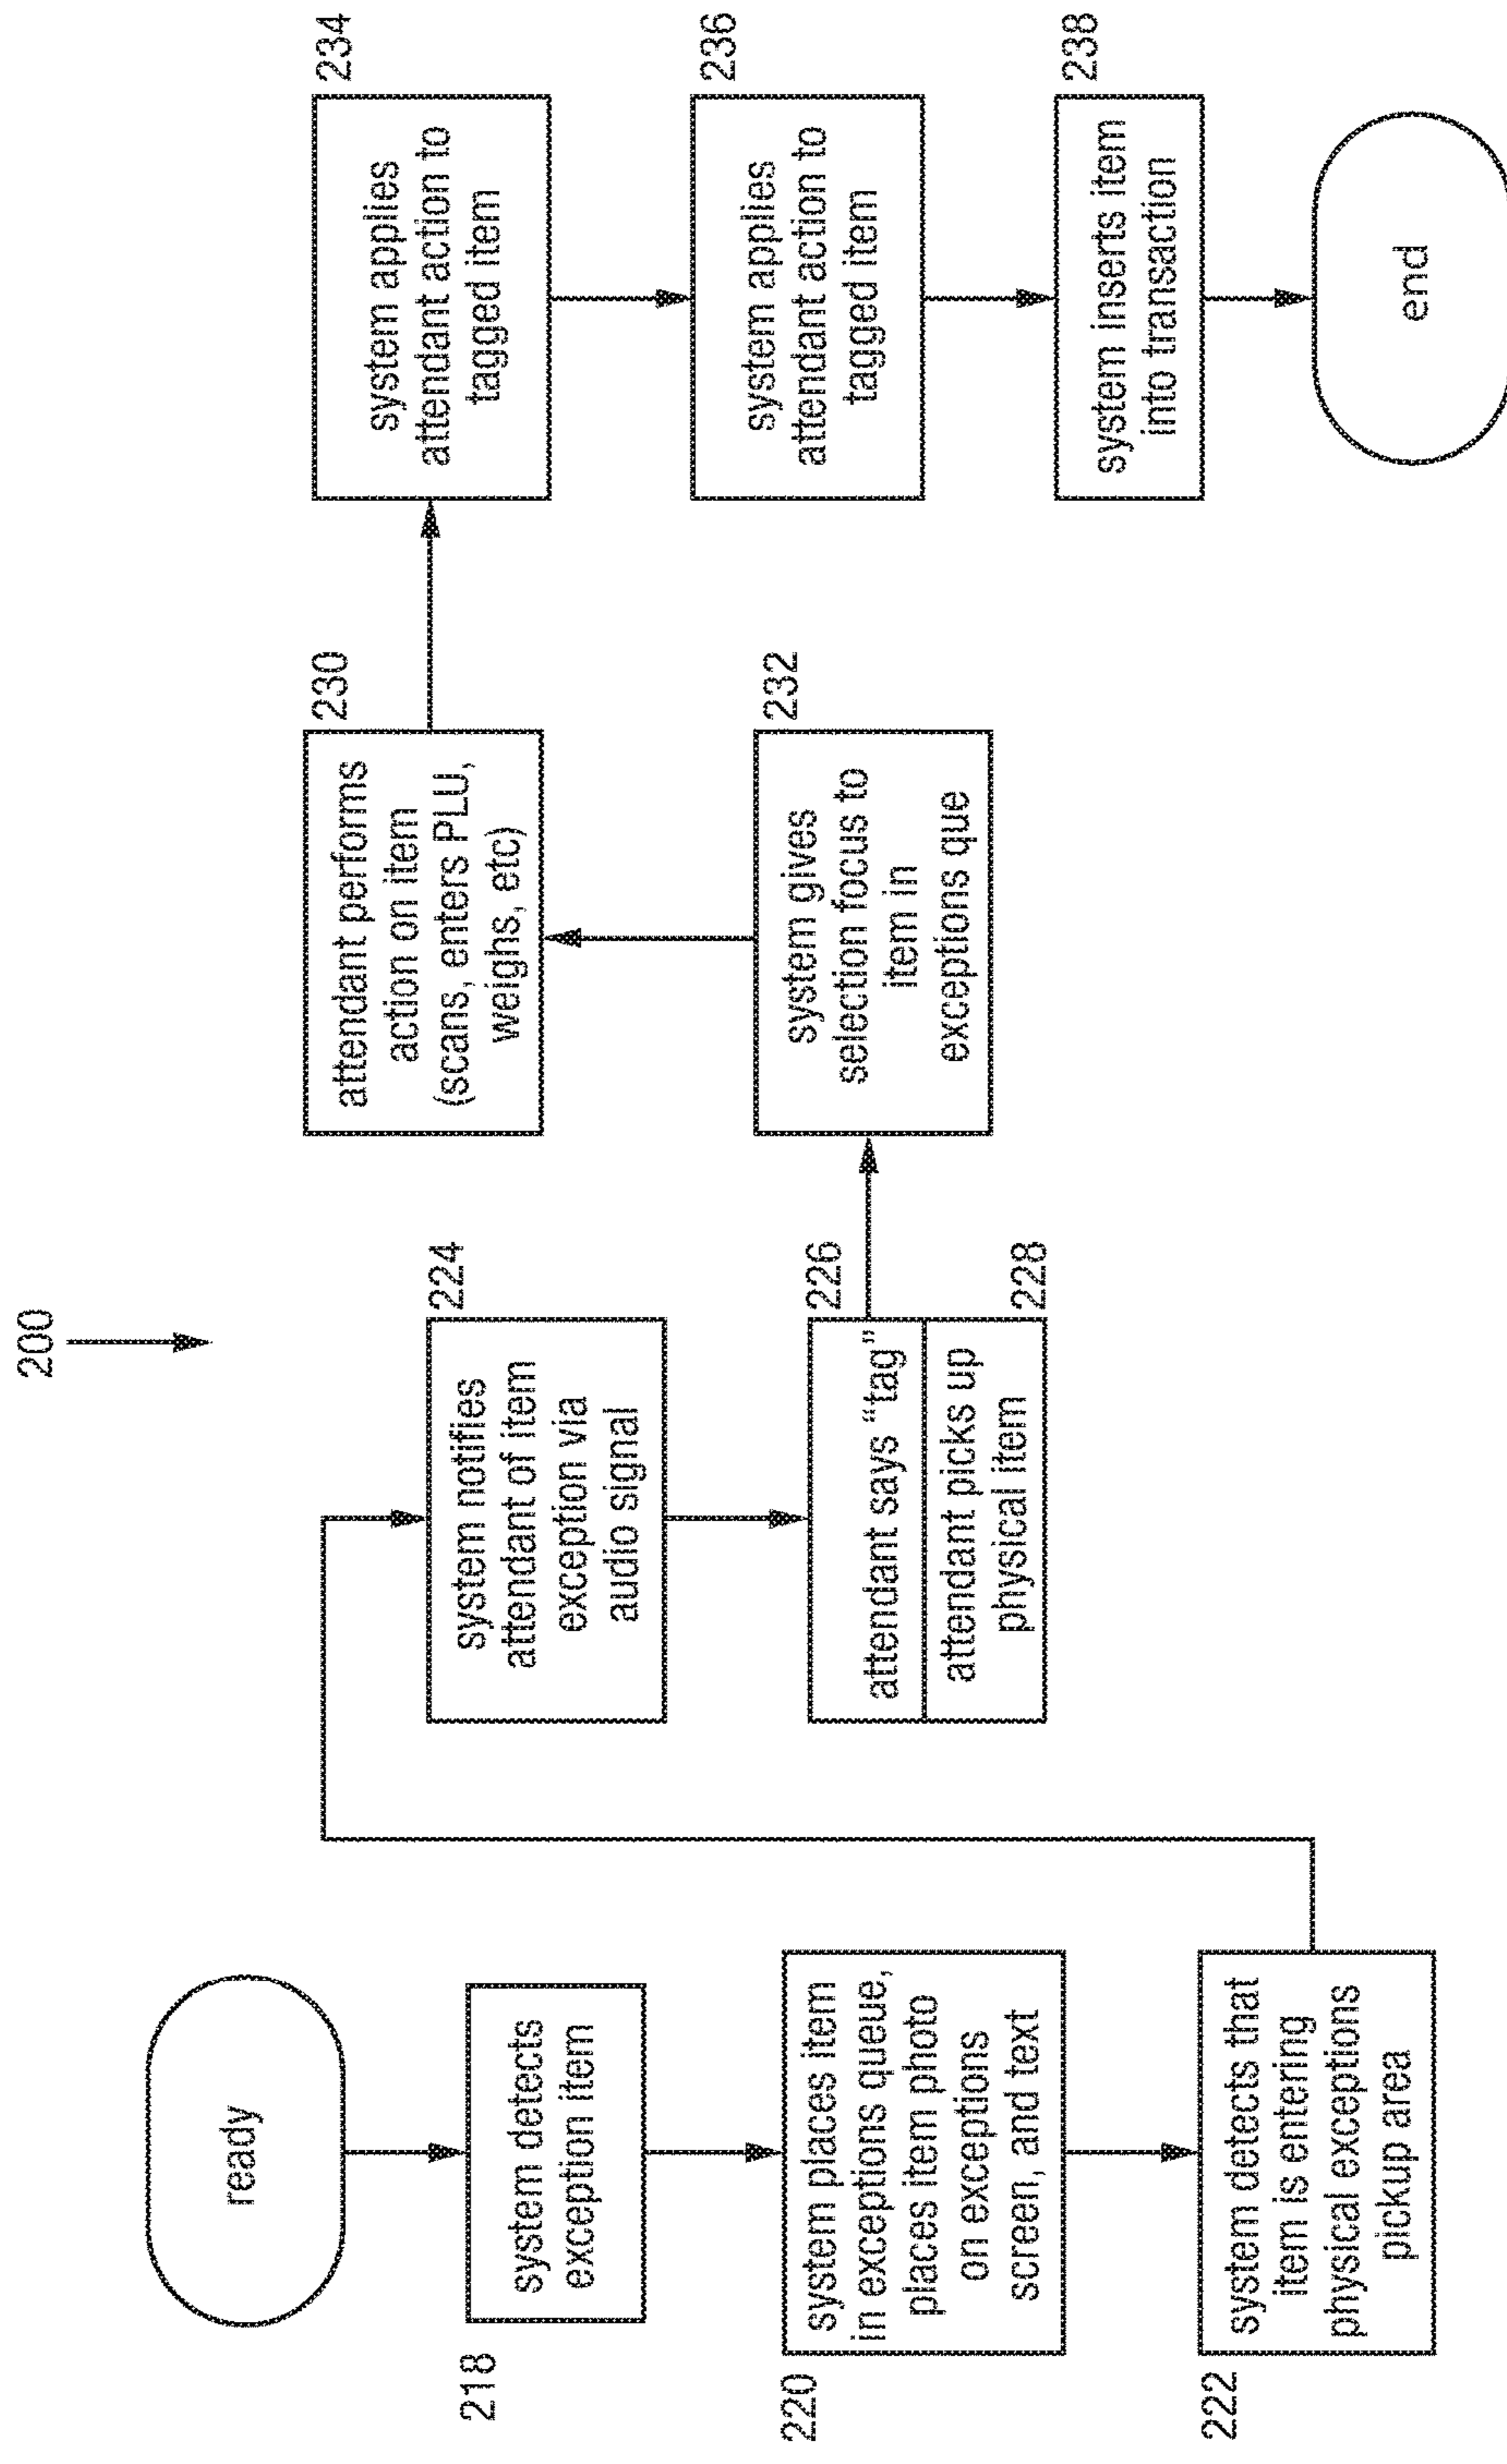 200
ready
218
system detects
exception item
220
system places item
in exceptions queue,
places item photo
on exceptions
screen, and text
222
system detects that
item is entering
physical exceptions
pickup area
224
system notifies
attendant of item
exception via
audio signal
226
attendant says “tag”
attendant picks up
physical item
228
230
attendant performs
action on item
(scans, enters PLU,
weighs, etc)
232
system gives
selection focus to
item in
exceptions que
234
system applies
attendant action to
tagged item
236
system applies
attendant action to
tagged item
238
system inserts item
into transaction
end